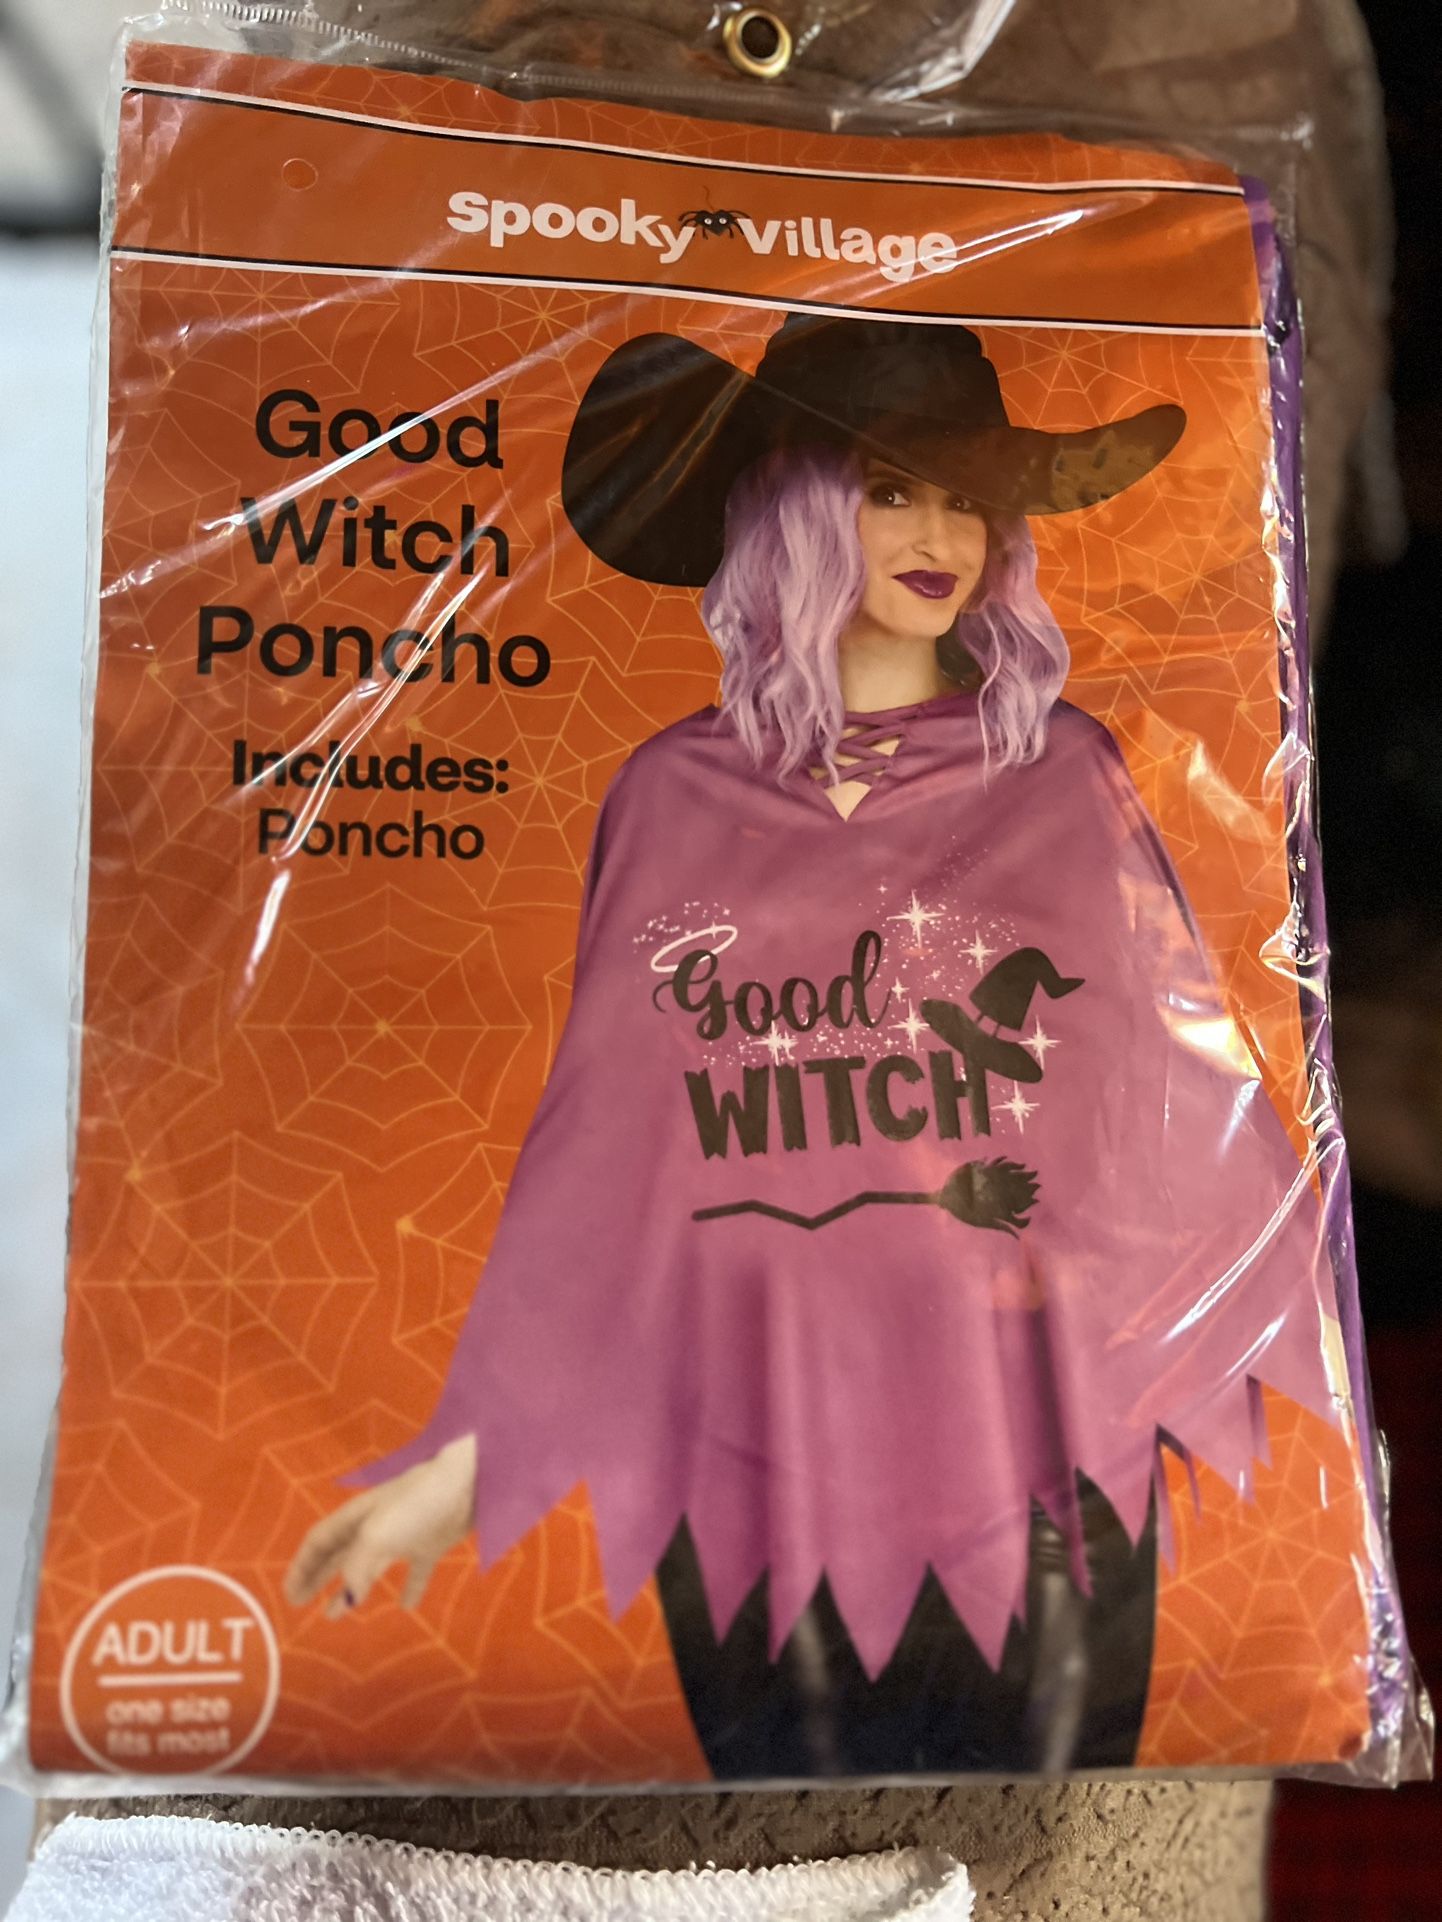 spooky village
Good
Witch
Poncho
Includes:
Poncho
Good
WITCH
ADULT
one size
fits most